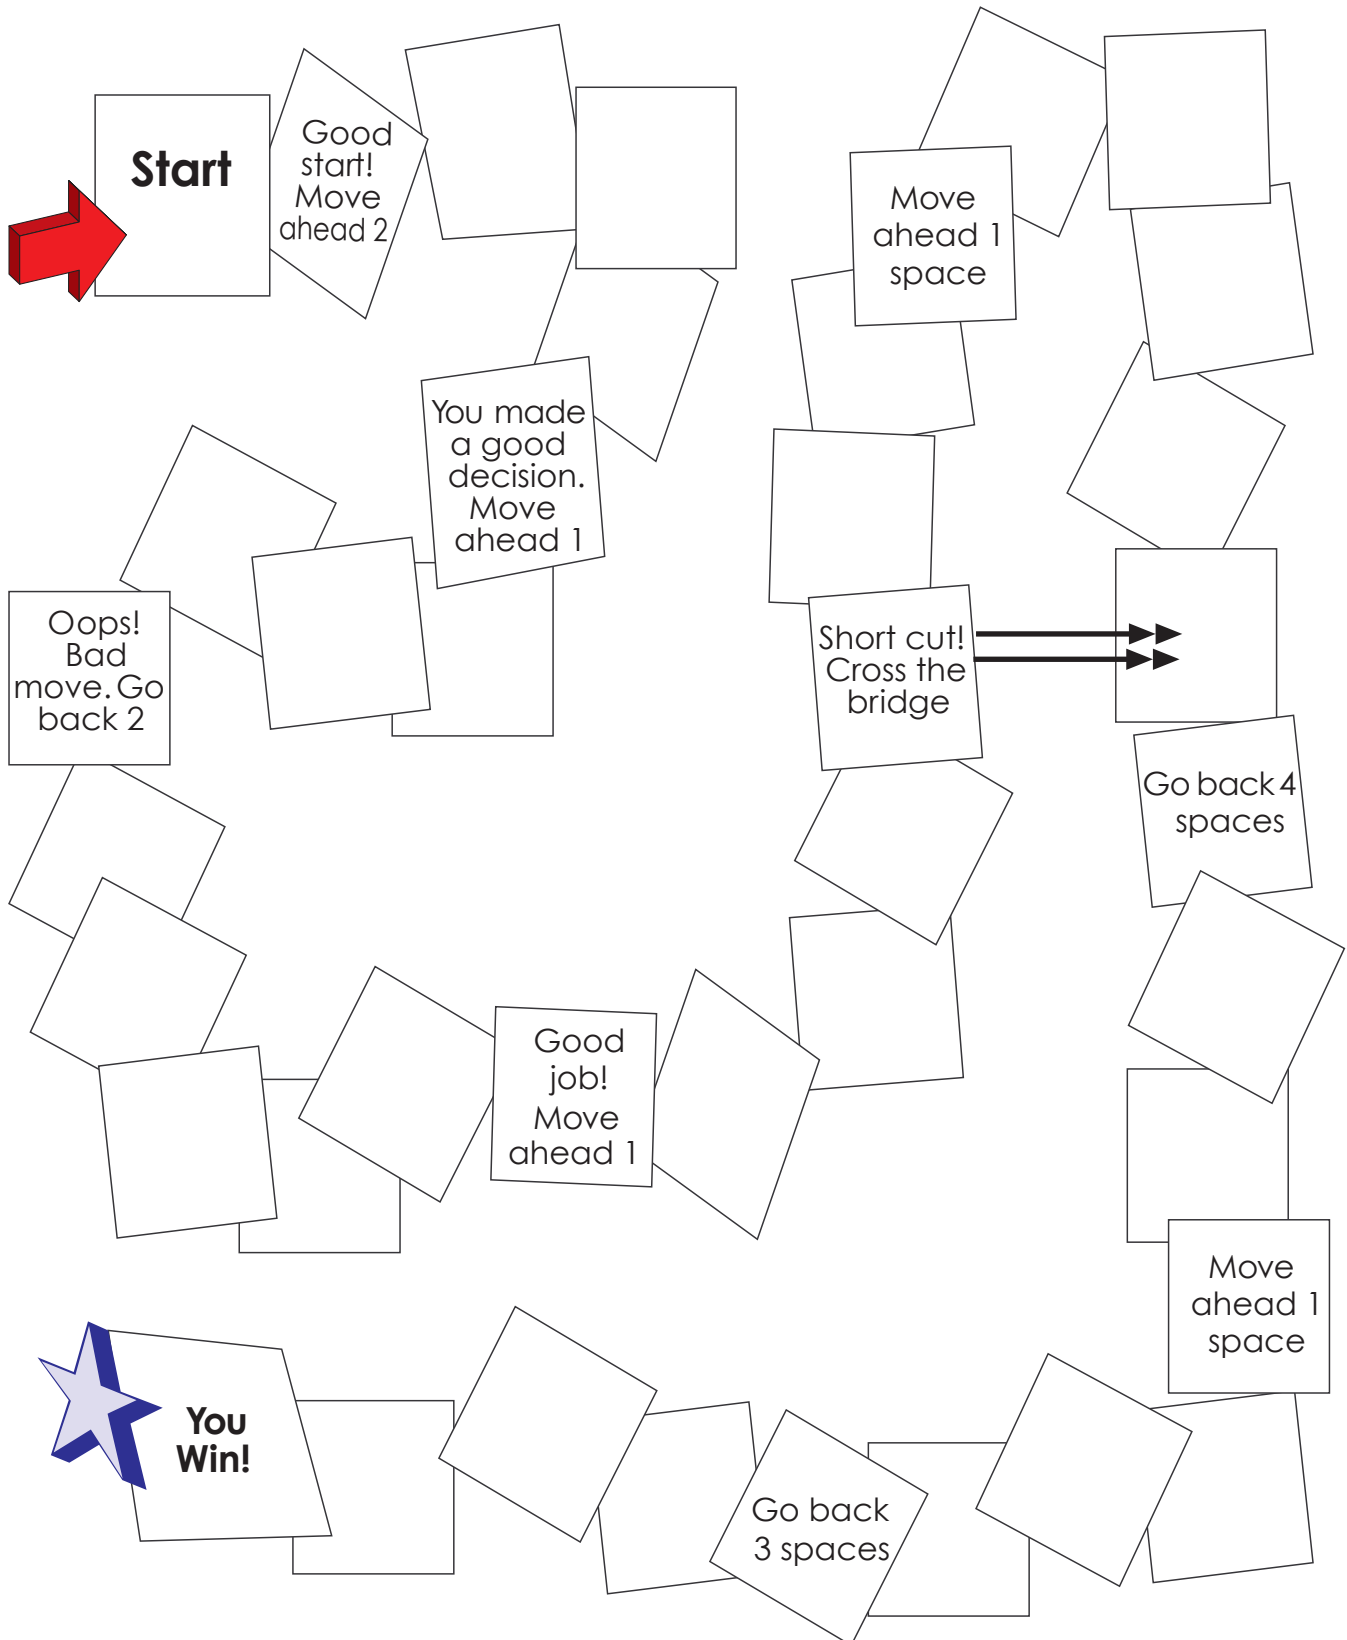 Start
Good
start!
Move
ahead 2
You made
a good
decision.
Move
ahead 1
Oops!
Bad
move. Go
back 2
Good
job!
Move
ahead 1
Short cut!
Cross the
bridge
Move
ahead 1
space
Go back 4
spaces
Move
ahead 1
space
Go back
3 spaces
You
Win!